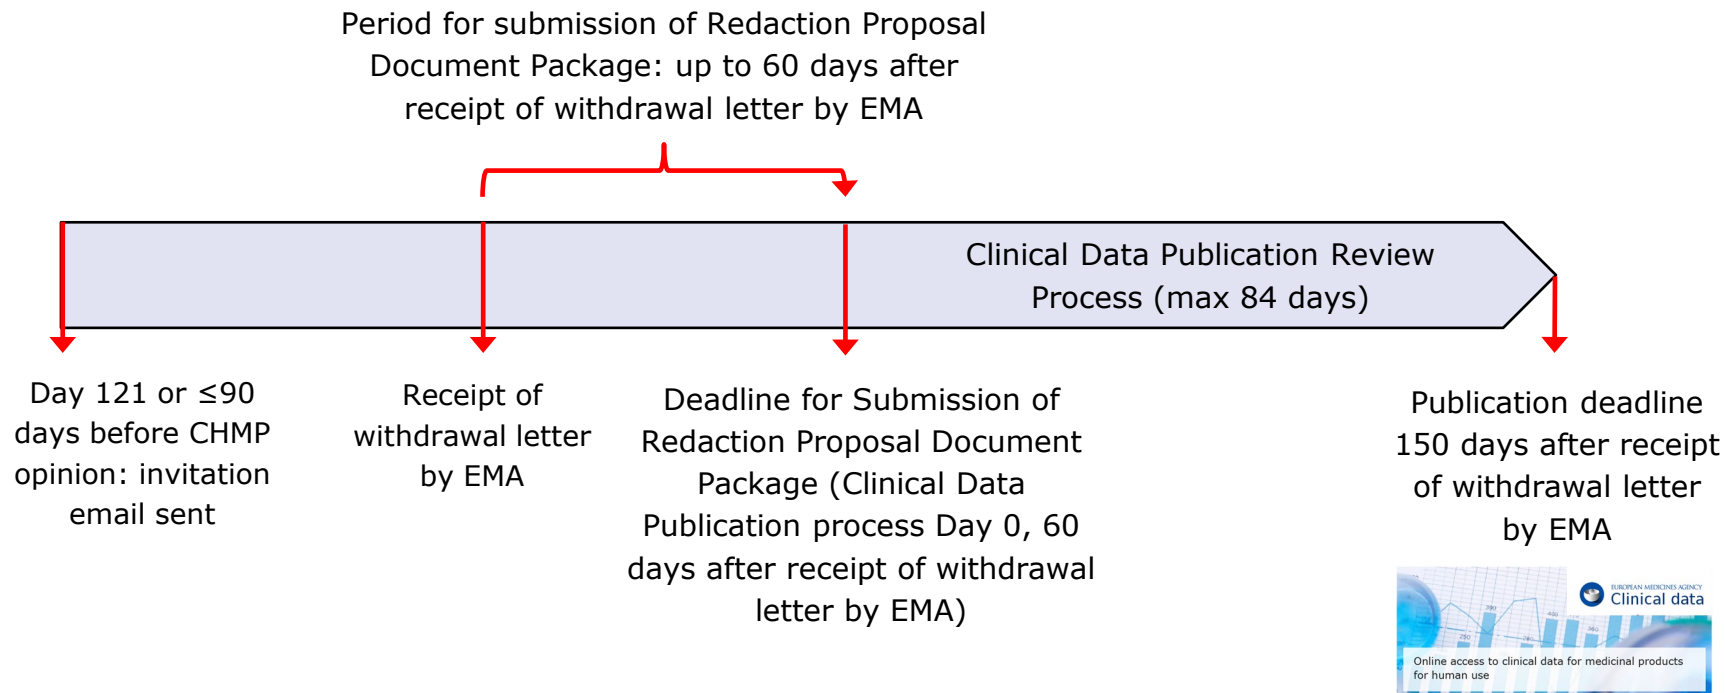 Period for submission of Redaction Proposal
Document Package: up to 60 days after
receipt of withdrawal letter by EMA
Clinical Data Publication Review
Process (max 84 days)
Day 121 or ≤90
days before CHMP
opinion: invitation
email sent
Receipt of
withdrawal letter
by EMA
Deadline for Submission of
Redaction Proposal Document
Package (Clinical Data
Publication process Day 0, 60
days after receipt of withdrawal
letter by EMA)
Publication deadline
150 days after receipt
of withdrawal letter
by EMA
EUROPEAN MEDICINES AGENCY
Clinical data
390
400
250
360
Online access to clinical data for medicinal products
for human use